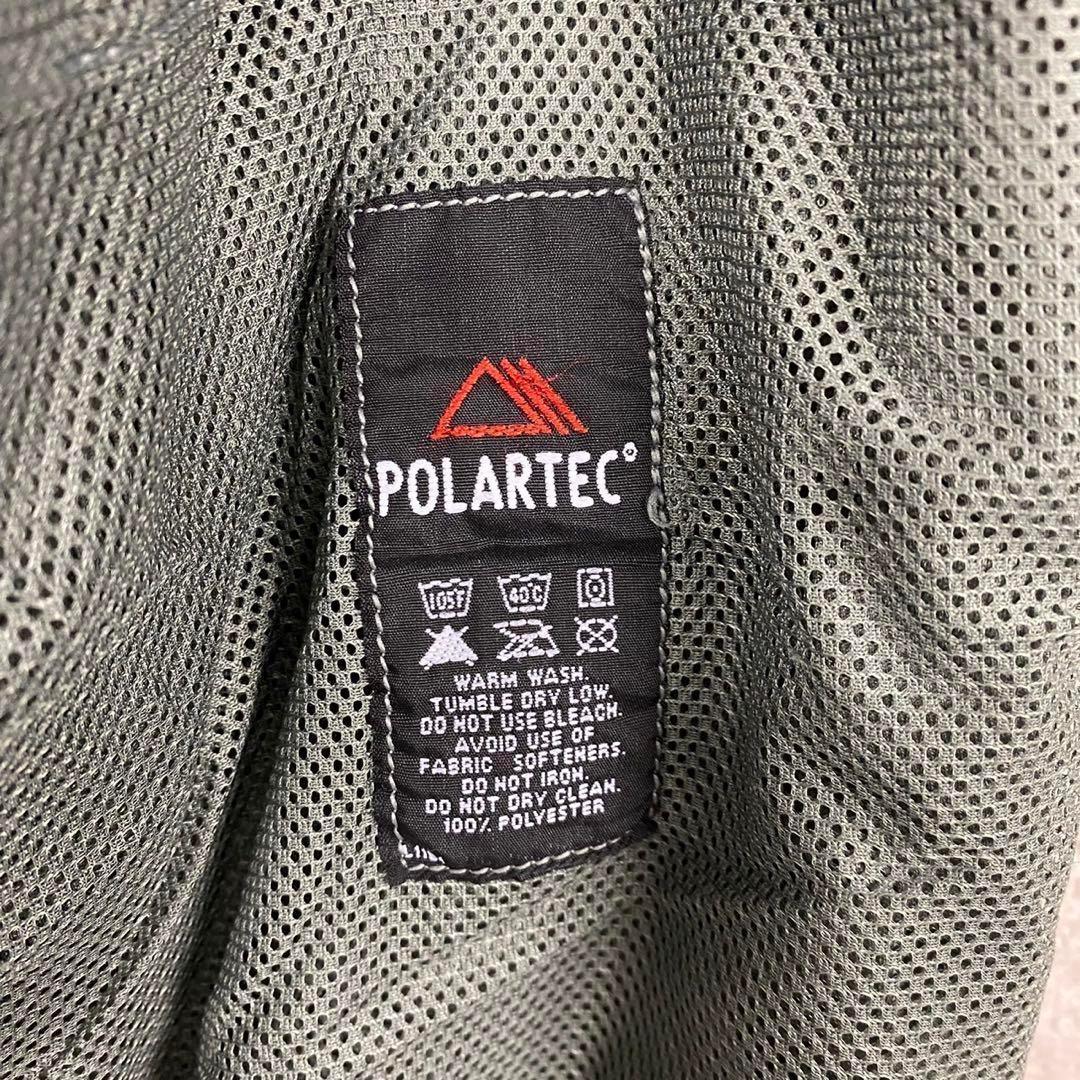 POLARTEC®
105F 40C
WARM WASH.
TUMBLE DRY LOW.
DO NOT USE BLEACH.
AVOID USE OF
FABRIC SOFTENERS.
DO NOT IRON.
DO NOT DRY CLEAN.
100% POLYESTER